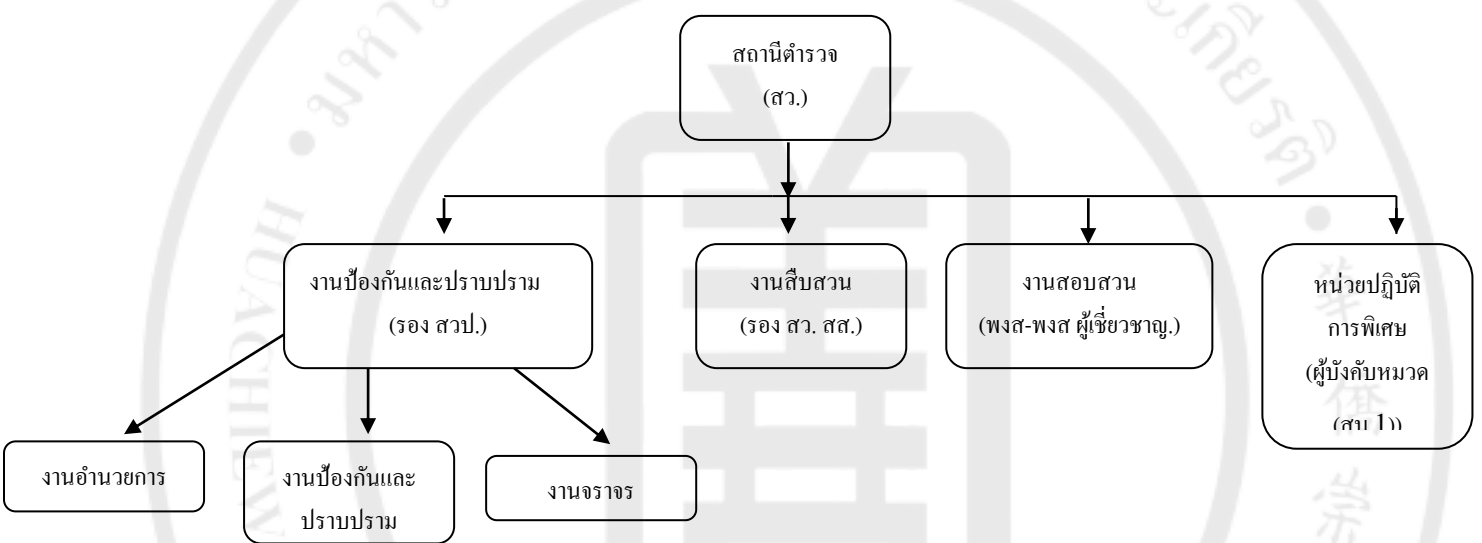 สถานีตำรวจ
(สว.)
งานป้องกันและปราบปราม
(รอง สวป.)
งานสืบสวน
(รอง สว. สส.)
งานสอบสวน
(พงส-พงส ผู้เชี่ยวชาญ.)
หน่วยปฏิบัติ
การพิเศษ
(ผู้บังคับหมวด
(สบ 1))
งานอำนวยการ
งานป้องกันและ
ปราบปราม
งานจราจร
HUACHIEW
華
僑
崇